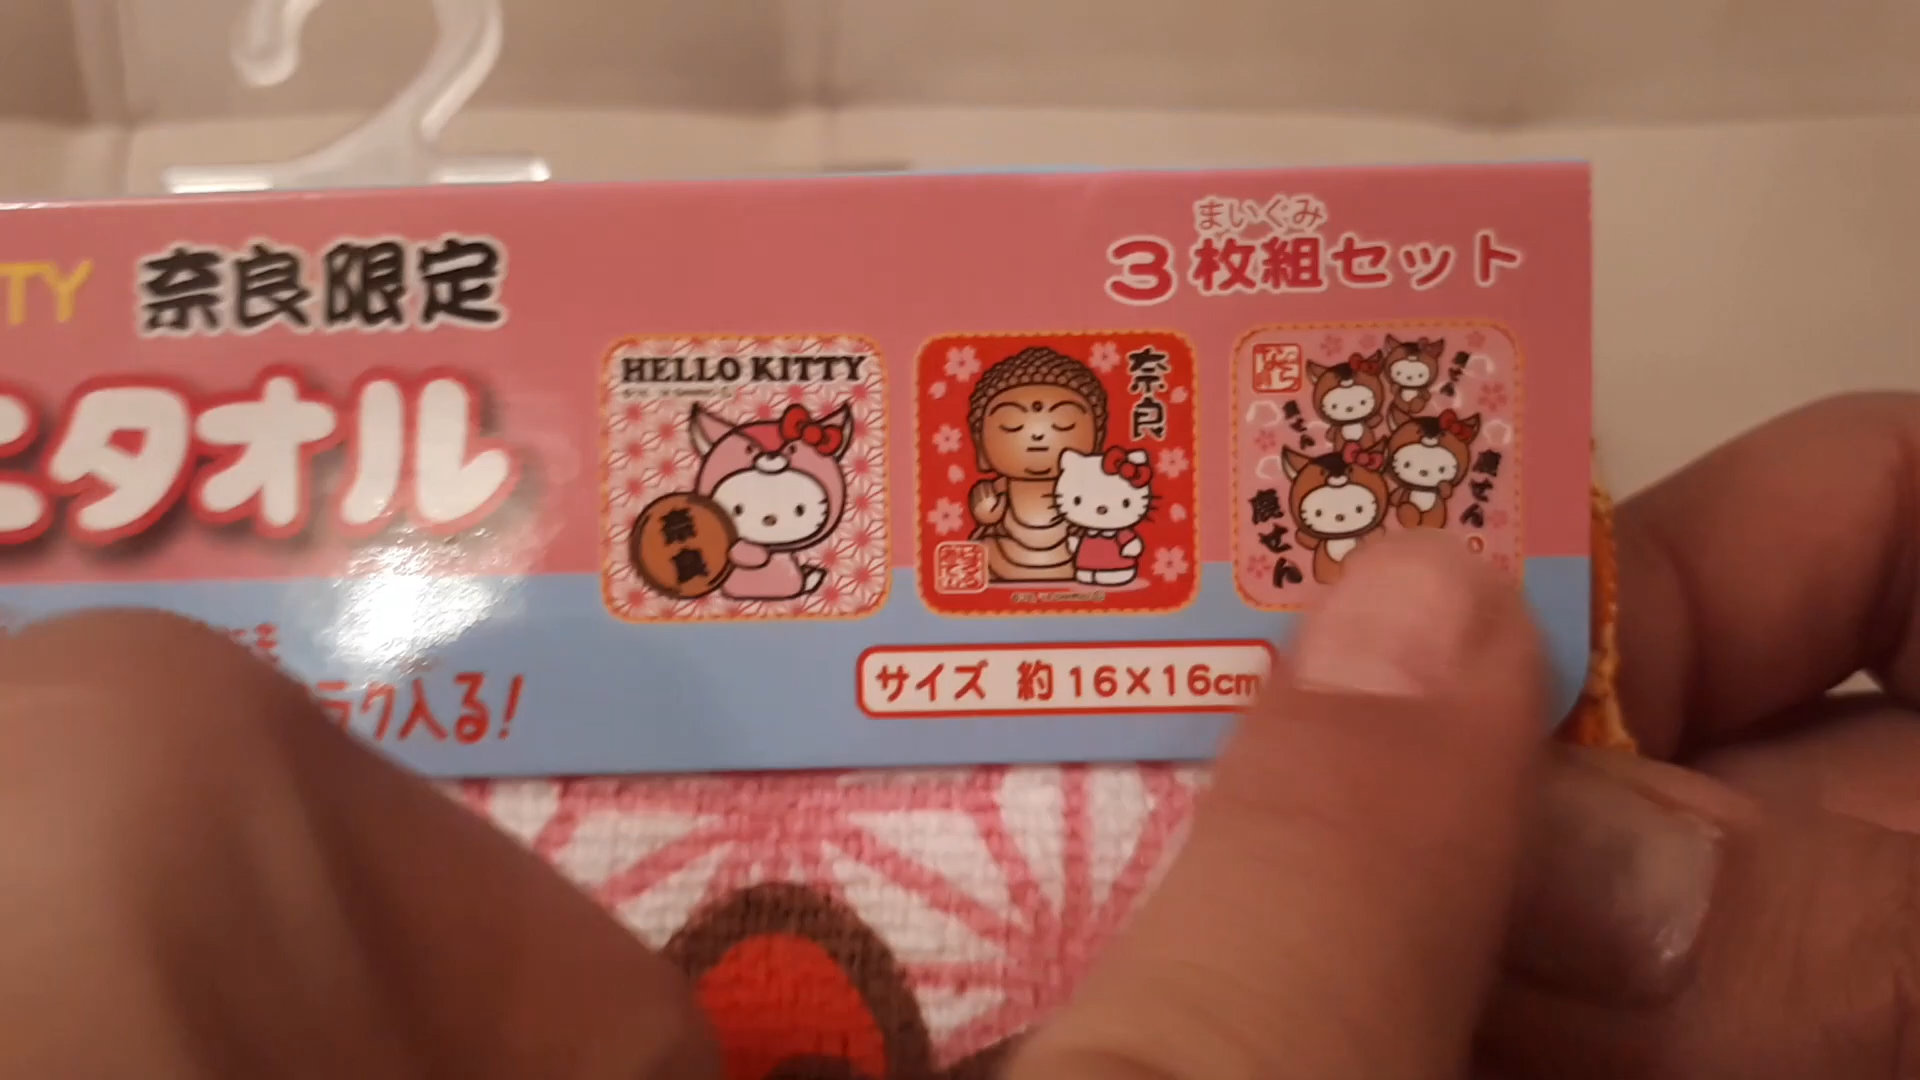 TY 奈良限定
まいぐみ
3枚組セット
タオル
HELLO KITTY
奈良
奈良
鹿せん
鹿せん
ラク入る!
サイズ 約16×16cm